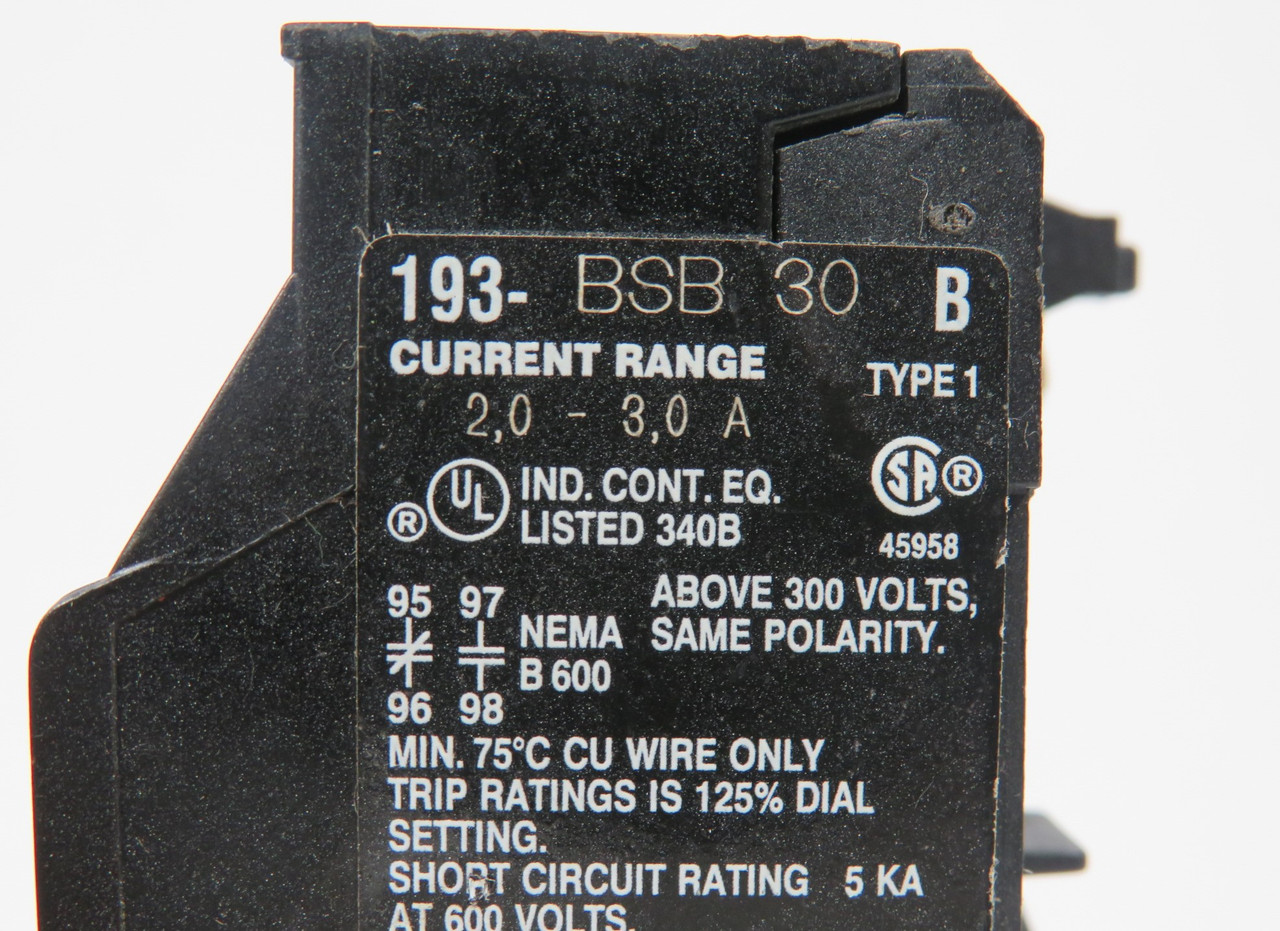 193- BSB 30 B
CURRENT RANGE
TYPE 1
2,0 - 3,0 A
® UL IND. CONT. EQ.
LISTED 340B
SA ®
45958
95 97
96 98
NEMA
B 600
ABOVE 300 VOLTS,
SAME POLARITY.
MIN. 75°C CU WIRE ONLY
TRIP RATINGS IS 125% DIAL
SETTING.
SHORT CIRCUIT RATING 5 KA
AT 600 VOLTS.